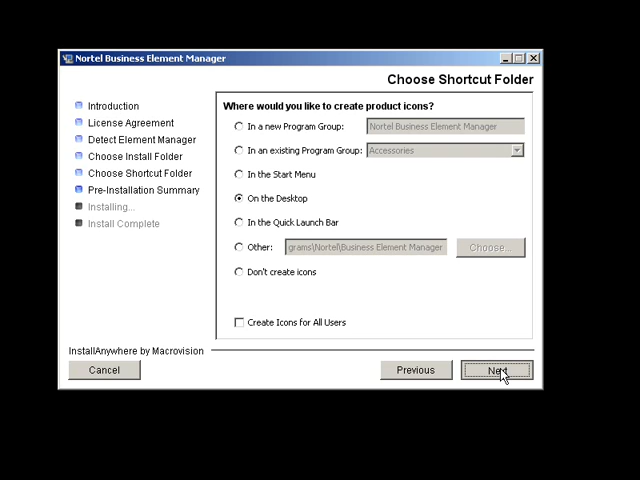 Nortel Business Element Manager
Choose Shortcut Folder
Introduction
License Agreement
Detect Element Manager
Choose Install Folder
Choose Shortcut Folder
Pre-Installation Summary
Installing...
Install Complete
Where would you like to create product icons?
In a new Program Group: Nortel Business Element Manager
In an existing Program Group: Accessories
In the Start Menu
On the Desktop
In the Quick Launch Bar
Other: grams\Nortel\Business Element Manager Choose...
Don't create icons
Create Icons for All Users
InstallAnywhere by Macrovision
Cancel Previous Next